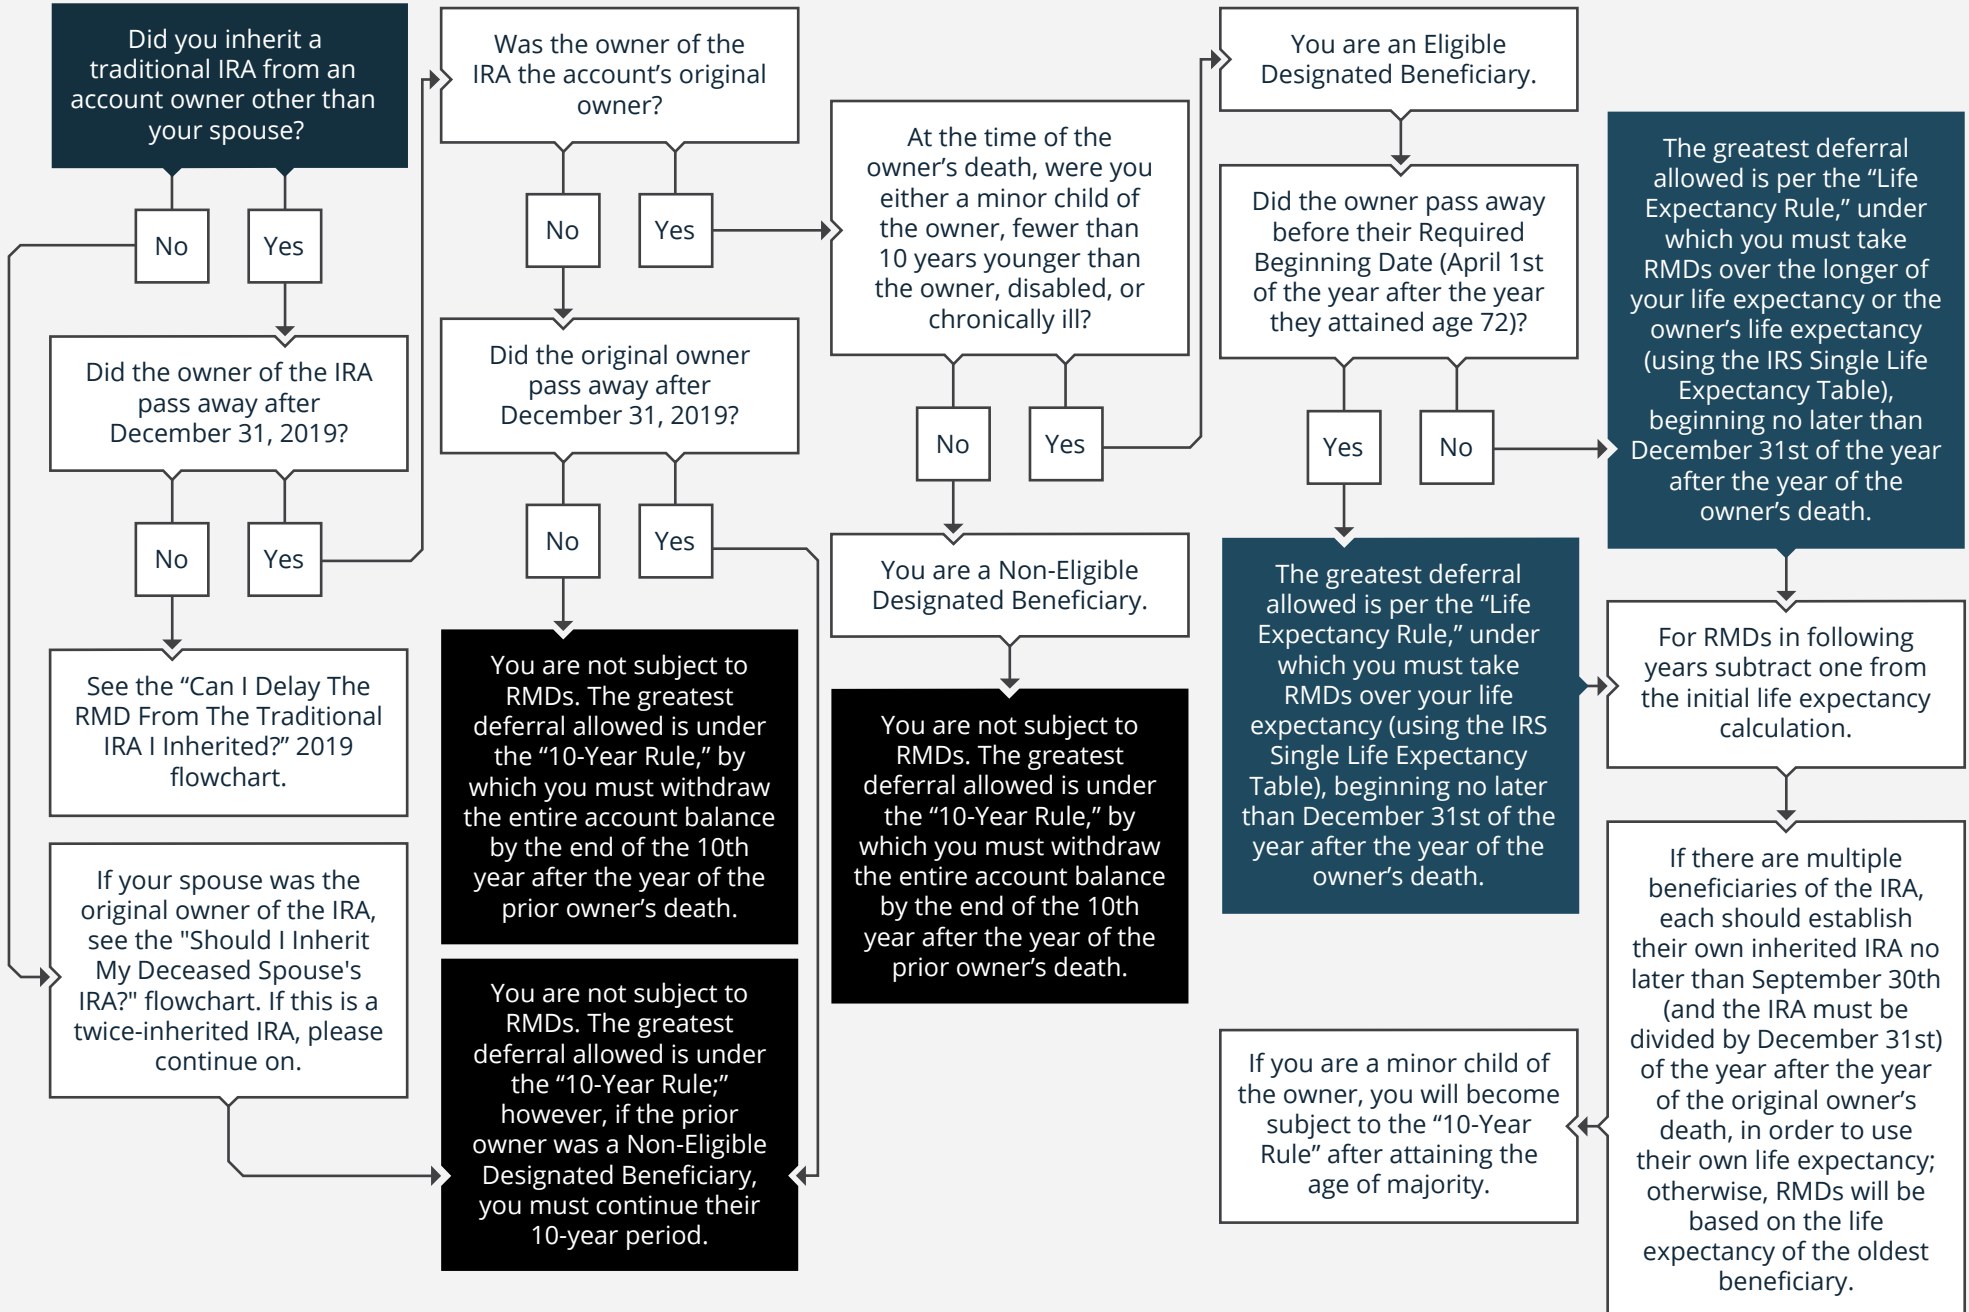 Did you inherit a
traditional IRA from an
account owner other than
your spouse?
No
Yes
Did the owner of the IRA
pass away after
December 31, 2019?
No
Yes
See the “Can I Delay The
RMD From The Traditional
IRA I Inherited?” 2019
flowchart.
If your spouse was the
original owner of the IRA,
see the "Should I Inherit
My Deceased Spouse's
IRA?" flowchart. If this is a
twice-inherited IRA, please
continue on.
Was the owner of the
IRA the account’s original
owner?
No
Yes
Did the original owner
pass away after
December 31, 2019?
No
Yes
You are not subject to
RMDs. The greatest
deferral allowed is under
the “10-Year Rule,” by
which you must withdraw
the entire account balance
by the end of the 10th
year after the year of the
prior owner’s death.
You are not subject to
RMDs. The greatest
deferral allowed is under
the “10-Year Rule;”
however, if the prior
owner was a Non-Eligible
Designated Beneficiary,
you must continue their
10-year period.
At the time of the
owner’s death, were you
either a minor child of
the owner, fewer than
10 years younger than
the owner, disabled, or
chronically ill?
No
Yes
You are a Non-Eligible
Designated Beneficiary.
You are not subject to
RMDs. The greatest
deferral allowed is under
the “10-Year Rule,” by
which you must withdraw
the entire account balance
by the end of the 10th
year after the year of the
prior owner’s death.
You are an Eligible
Designated Beneficiary.
Did the owner pass away
before their Required
Beginning Date (April 1st
of the year after the year
they attained age 72)?
Yes
No
The greatest deferral
allowed is per the “Life
Expectancy Rule,” under
which you must take
RMDs over your life
expectancy (using the IRS
Single Life Expectancy
Table), beginning no later
than December 31st of the
year after the year of the
owner’s death.
The greatest deferral
allowed is per the “Life
Expectancy Rule,” under
which you must take
RMDs over the longer of
your life expectancy or the
owner’s life expectancy
(using the IRS Single Life
Expectancy Table),
beginning no later than
December 31st of the year
after the year of the
owner’s death.
For RMDs in following
years subtract one from
the initial life expectancy
calculation.
If there are multiple
beneficiaries of the IRA,
each should establish
their own inherited IRA no
later than September 30th
(and the IRA must be
divided by December 31st)
of the year after the year
of the original owner’s
death, in order to use
their own life expectancy;
otherwise, RMDs will be
based on the life
expectancy of the oldest
beneficiary.
If you are a minor child of
the owner, you will become
subject to the “10-Year
Rule” after attaining the
age of majority.